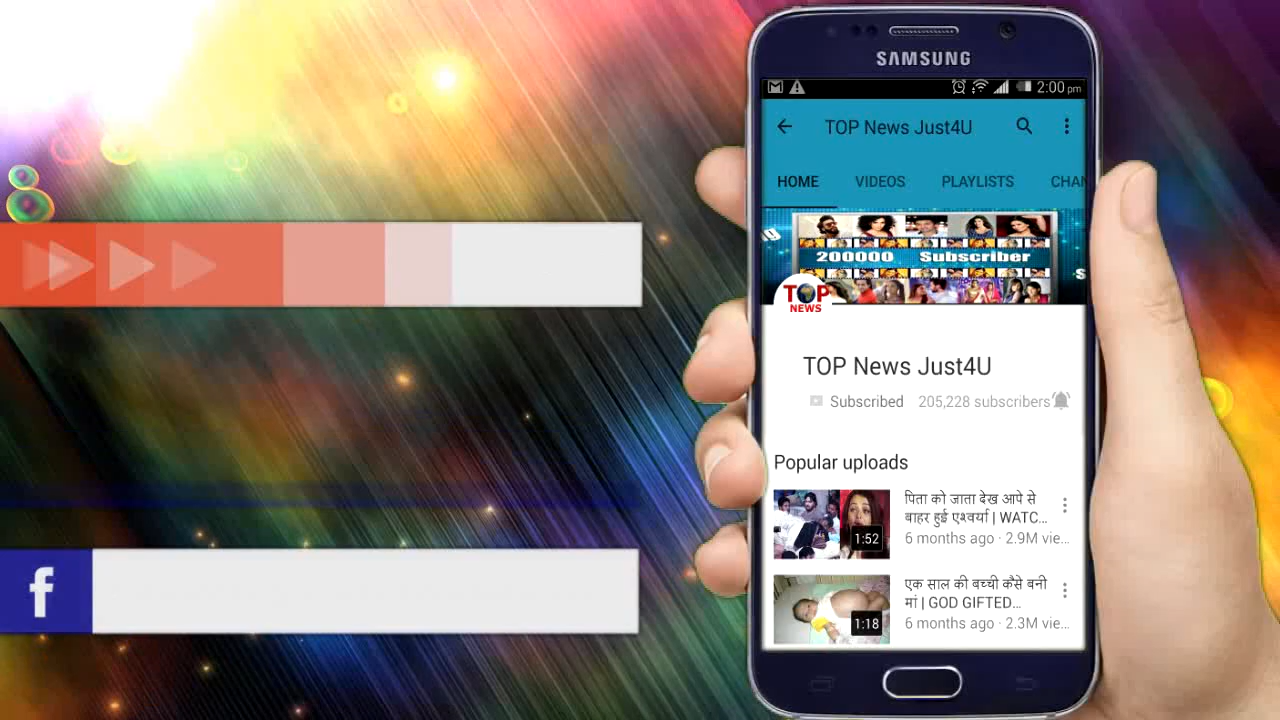 SAMSUNG
2:00 pm
TOP News Just4U
HOME VIDEOS PLAYLISTS CHAN
200000 Subscriber
TOP
NEWS
TOP News Just4U
Subscribed 205,228 subscribers
Popular uploads
पिता को जाता देख आपे से
बाहर हुई एश्वर्या | WATC...
1:52
6 months ago · 2.9M vie...
एक साल की बच्ची कैसे बनी
मां | GOD GIFTED...
1:18
6 months ago · 2.3M vie...
f